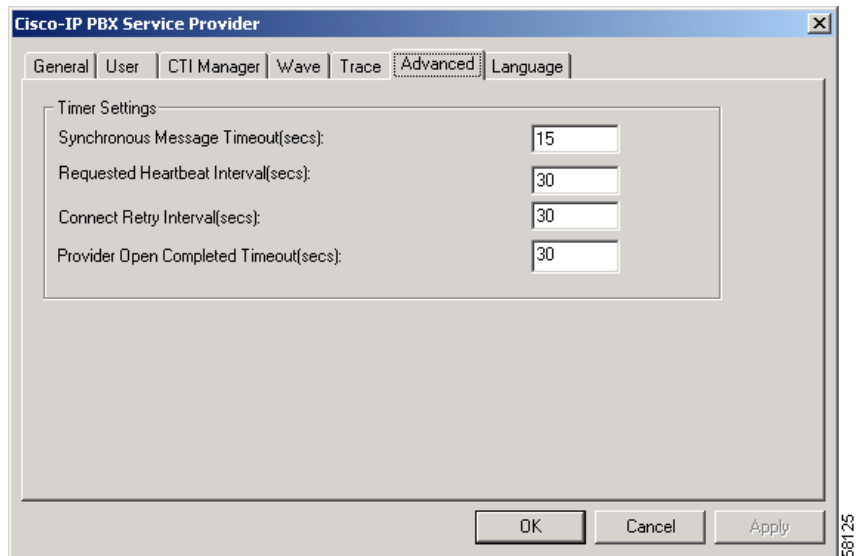 Cisco-IP PBX Service Provider
General User CTI Manager Wave Trace Advanced Language
Timer Settings
Synchronous Message Timeout(secs): 15
Requested Heartbeat Interval(secs): 30
Connect Retry Interval(secs): 30
Provider Open Completed Timeout(secs): 30
OK Cancel Apply
58125